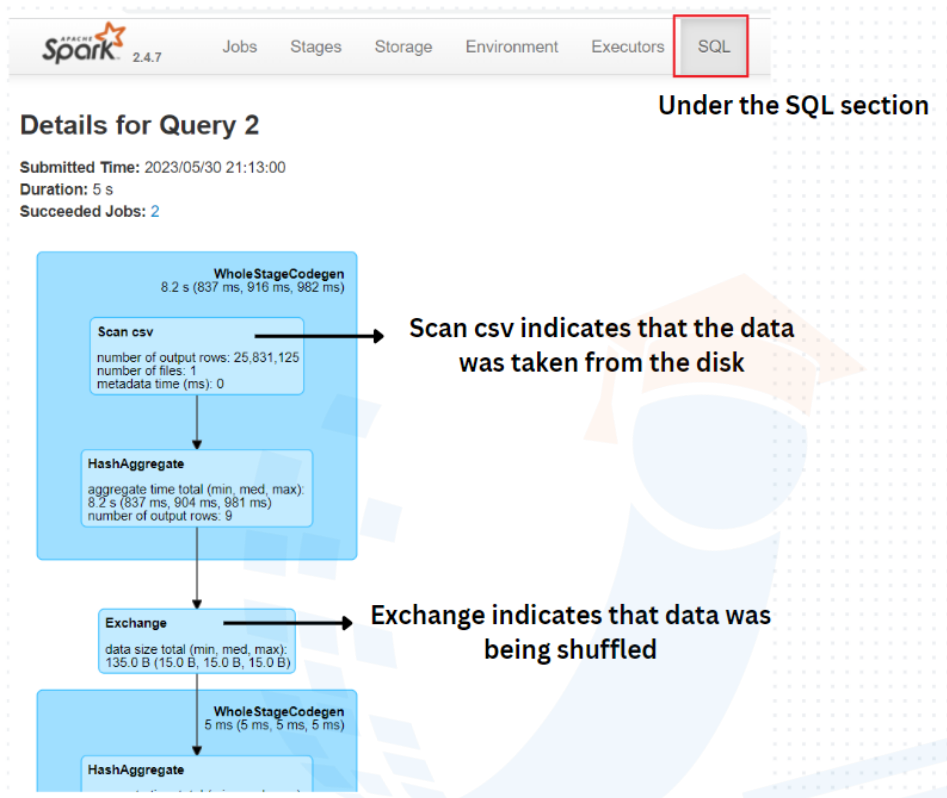 APACHE
Spark 2.4.7 Jobs Stages Storage Environment Executors SQL
Under the SQL section
Details for Query 2
Submitted Time: 2023/05/30 21:13:00
Duration: 5 s
Succeeded Jobs: 2
WholeStageCodegen
8.2 s (837 ms, 916 ms, 982 ms)
Scan csv
number of output rows: 25,831,125
number of files: 1
metadata time (ms): 0
Scan csv indicates that the data
was taken from the disk
HashAggregate
aggregate time total (min, med, max):
8.2 s (837 ms, 904 ms, 981 ms)
number of output rows: 9
Exchange
data size total (min, med, max):
135.0 B (15.0 B, 15.0 B, 15.0 B)
Exchange indicates that data was
being shuffled
WholeStageCodegen
5 ms (5 ms, 5 ms, 5 ms)
HashAggregate